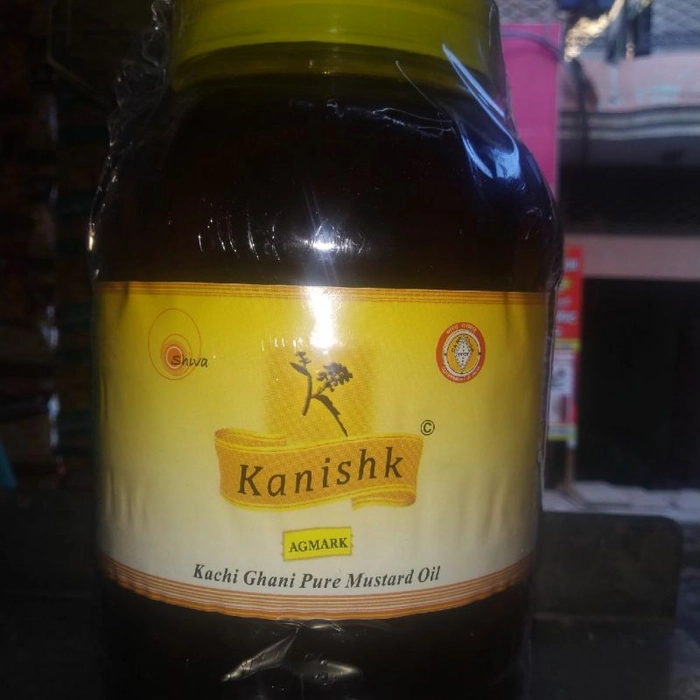 Shiva
©
Kanishk
AGMARK
Kachi Ghani Pure Mustard Oil